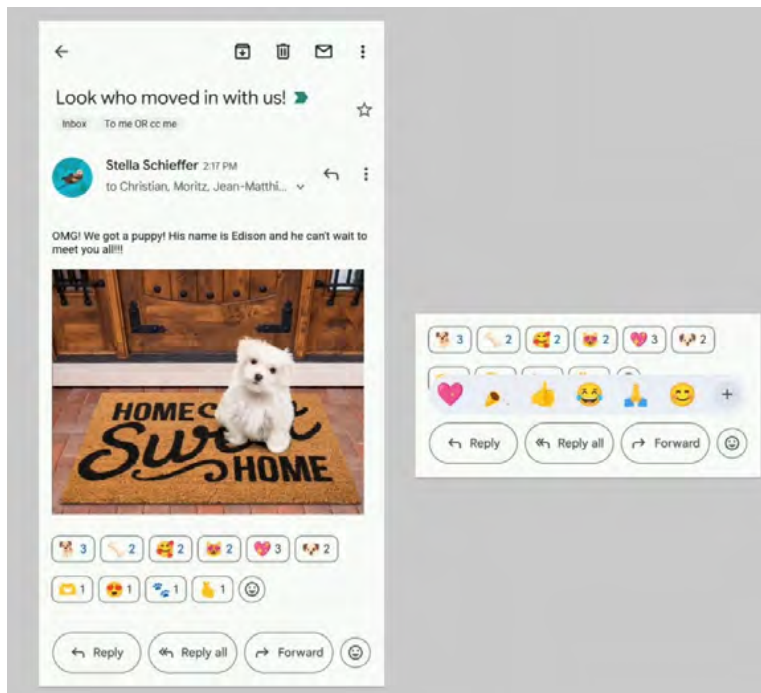 Look who moved in with us!
Inbox To me OR cc me
Stella Schieffer 2:17 PM
to Christian, Moritz, Jean-Matthi...
OMG! We got a puppy! His name is Edison and he can't wait to
meet you all!!!
HOME
Sweet
HOME
3 2 2 2 3 2
1 1 1 1
Reply Reply all Forward
3 2 2 2 3 2
Reply Reply all Forward